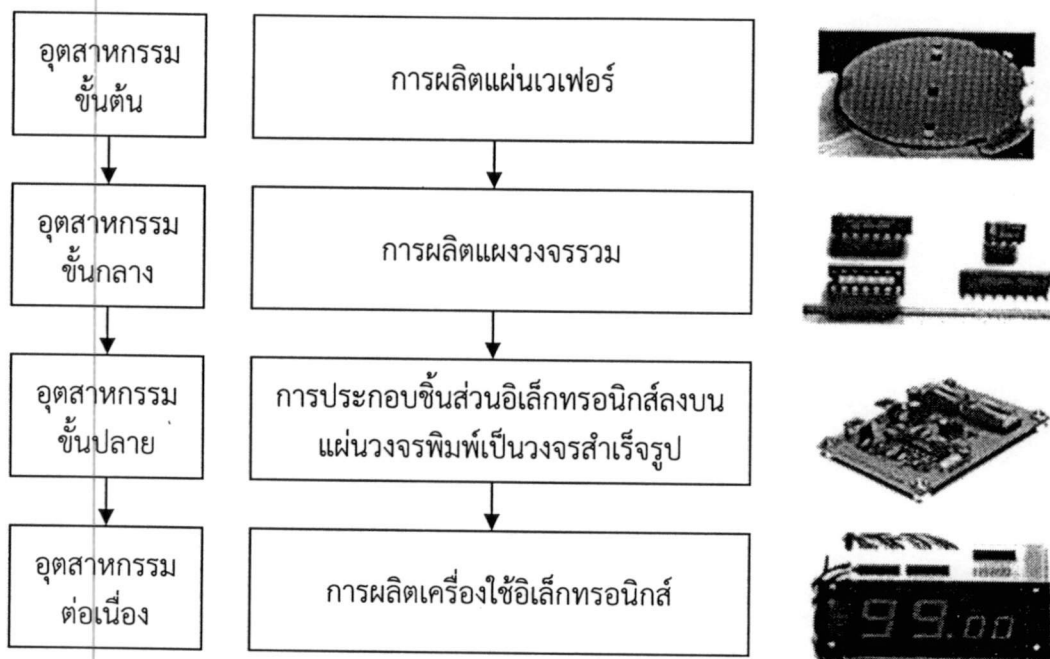 อุตสาหกรรม
ขั้นต้น
การผลิตแผ่นเวเฟอร์
อุตสาหกรรม
ขั้นกลาง
การผลิตแผงวงจรรวม
อุตสาหกรรม
ขั้นปลาย
การประกอบชิ้นส่วนอิเล็กทรอนิกส์ลงบน
แผ่นวงจรพิมพ์เป็นวงจรสำเร็จรูป
อุตสาหกรรม
ต่อเนื่อง
การผลิตเครื่องใช้อิเล็กทรอนิกส์
99.00